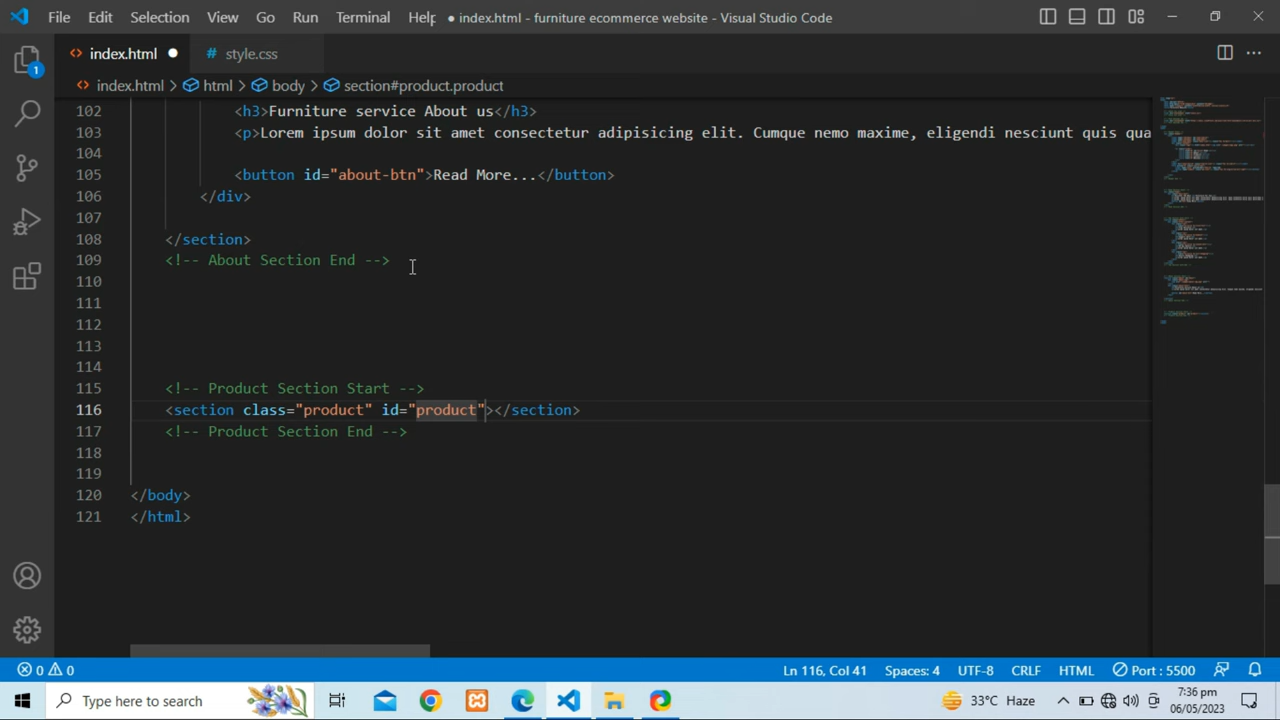 File Edit Selection View Go Run Terminal Help ● index.html - furniture ecommerce website - Visual Studio Code
index.html ● # style.css
index.html > html > body > section#product.product
1
102 <h3>Furniture service About us</h3>
103 <p>Lorem ipsum dolor sit amet consectetur adipisicing elit. Cumque nemo maxime, eligendi nesciunt quis qua
104
105 <button id="about-btn">Read More...</button>
106 </div>
107
108 </section>
109 <!-- About Section End -->
110
111
112
113
114
115 <!-- Product Section Start -->
116 <section class="product" id="product"></section>
117 <!-- Product Section End -->
118
119
120 </body>
121 </html>
0 0 Ln 116, Col 41 Spaces: 4 UTF-8 CRLF HTML Port : 5500
Type here to search 33°C Haze 7:36 pm
06/05/2023